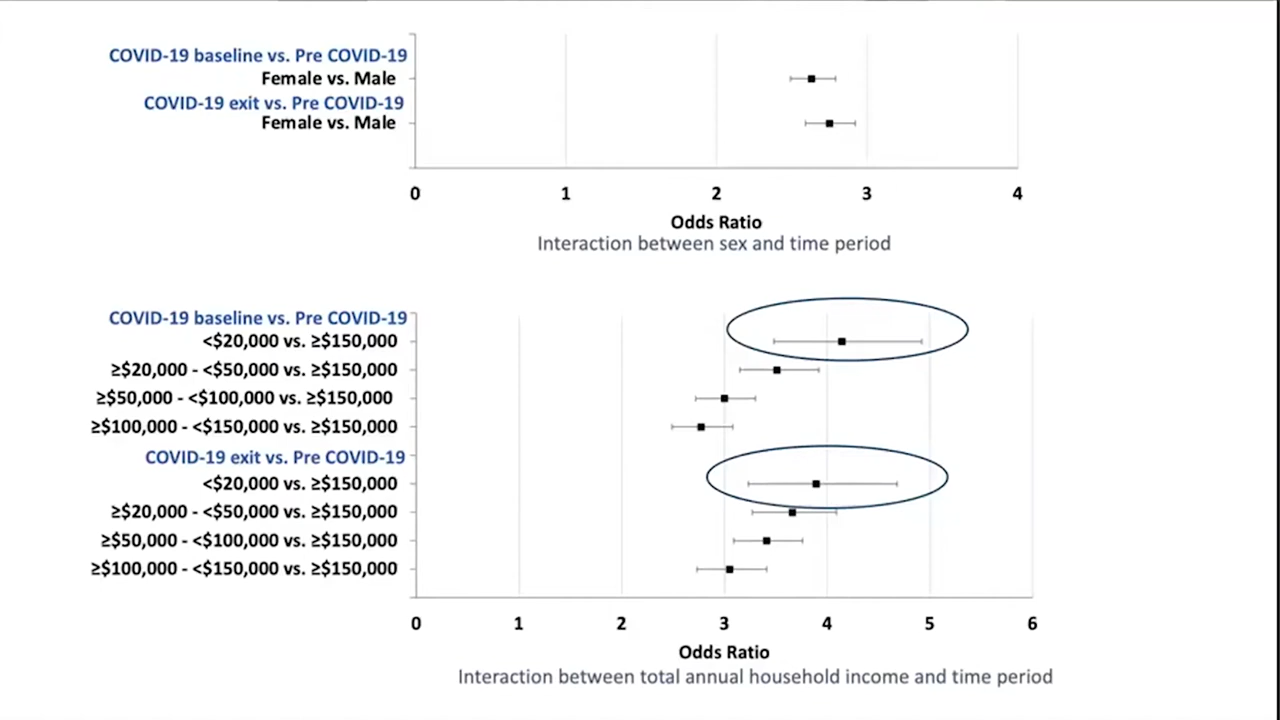 COVID-19 baseline vs. Pre COVID-19
Female vs. Male
COVID-19 exit vs. Pre COVID-19
Female vs. Male
0 1 2 3 4
Odds Ratio
Interaction between sex and time period
COVID-19 baseline vs. Pre COVID-19
<$20,000 vs. ≥$150,000
≥$20,000 - <$50,000 vs. ≥$150,000
≥$50,000 - <$100,000 vs. ≥$150,000
≥$100,000 - <$150,000 vs. ≥$150,000
COVID-19 exit vs. Pre COVID-19
<$20,000 vs. ≥$150,000
≥$20,000 - <$50,000 vs. ≥$150,000
≥$50,000 - <$100,000 vs. ≥$150,000
≥$100,000 - <$150,000 vs. ≥$150,000
0 1 2 3 4 5 6
Odds Ratio
Interaction between total annual household income and time period